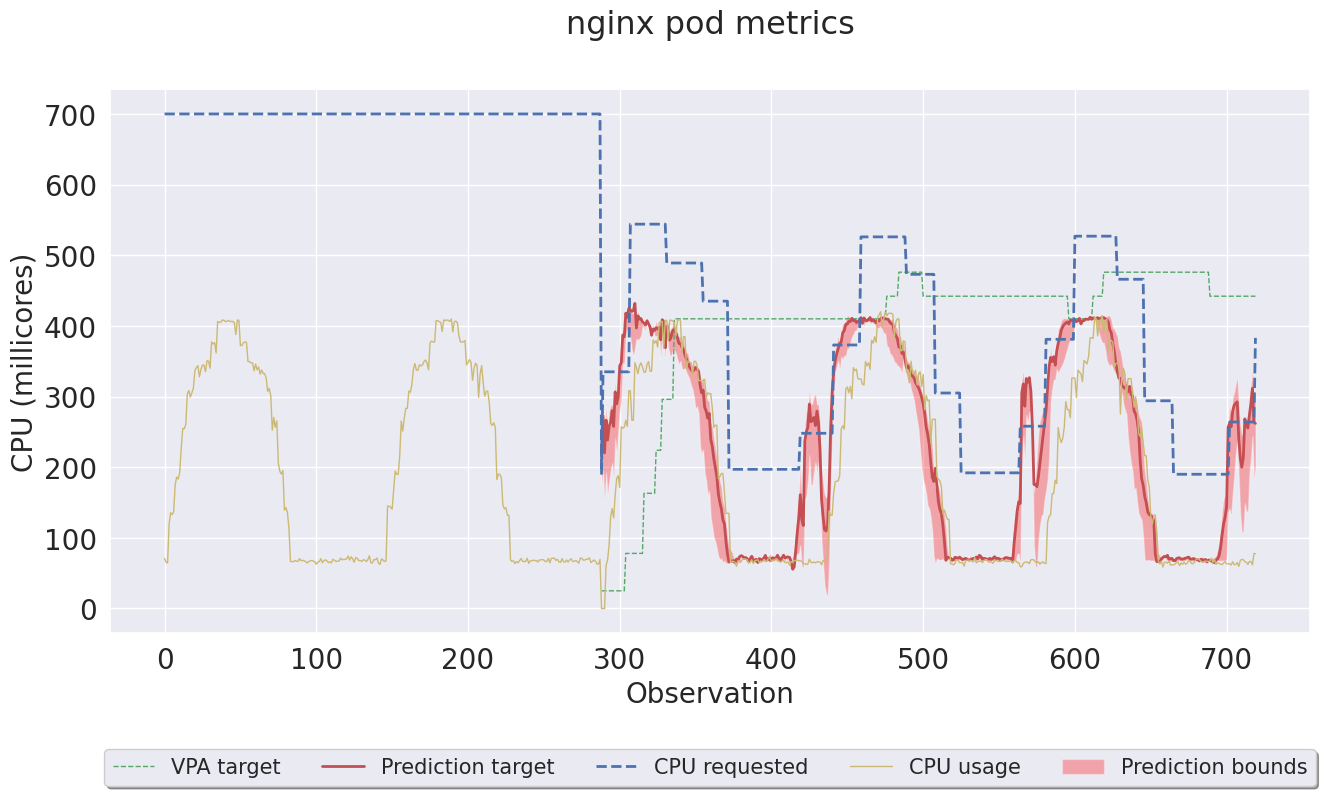 nginx pod metrics
CPU (millicores)
700
600
500
400
300
200
100
0
0 100 200 300 400 500 600 700
Observation
VPA target Prediction target CPU requested CPU usage Prediction bounds